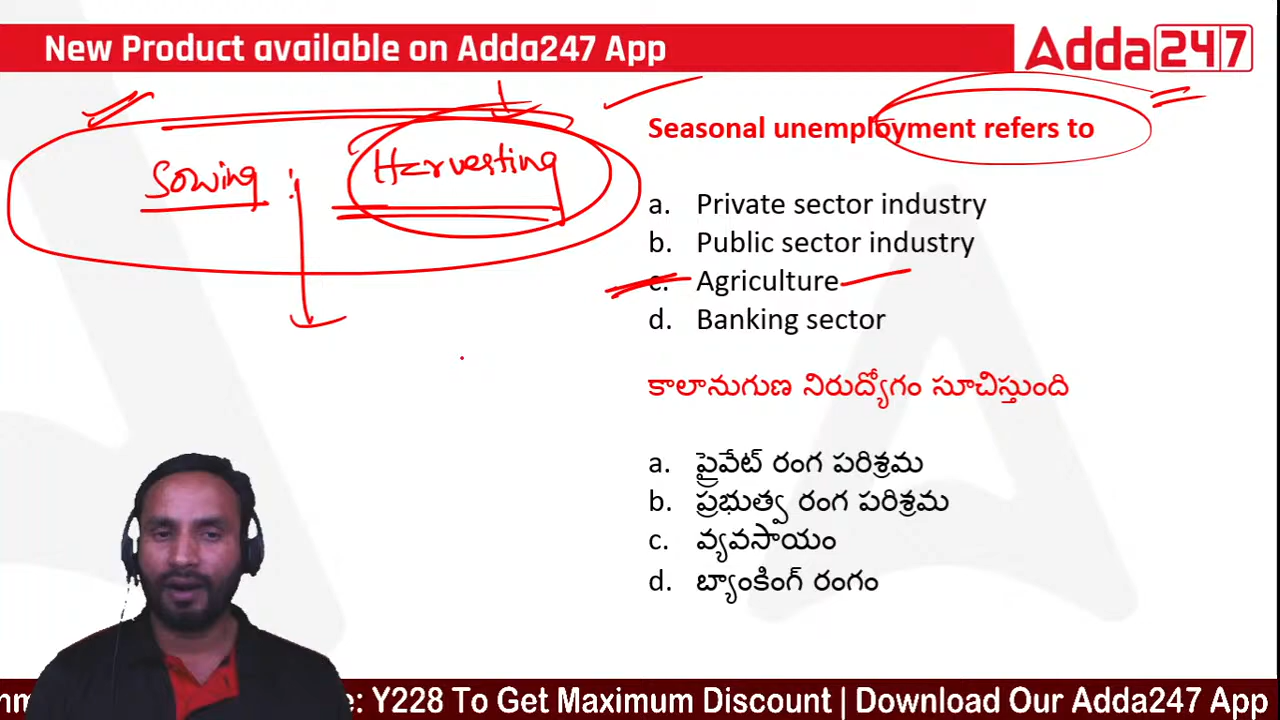 New Product available on Adda247 App
Adda247
Sowing : Harvesting
Seasonal unemployment refers to
a. Private sector industry
b. Public sector industry
c. Agriculture
d. Banking sector
కాలానుగుణ నిరుద్యోగం సూచిస్తుంది
a. ప్రైవేట్ రంగ పరిశ్రమ
b. ప్రభుత్వ రంగ పరిశ్రమ
c. వ్యవసాయం
d. బ్యాంకింగ్ రంగం
: Y228 To Get Maximum Discount | Download Our Adda247 App